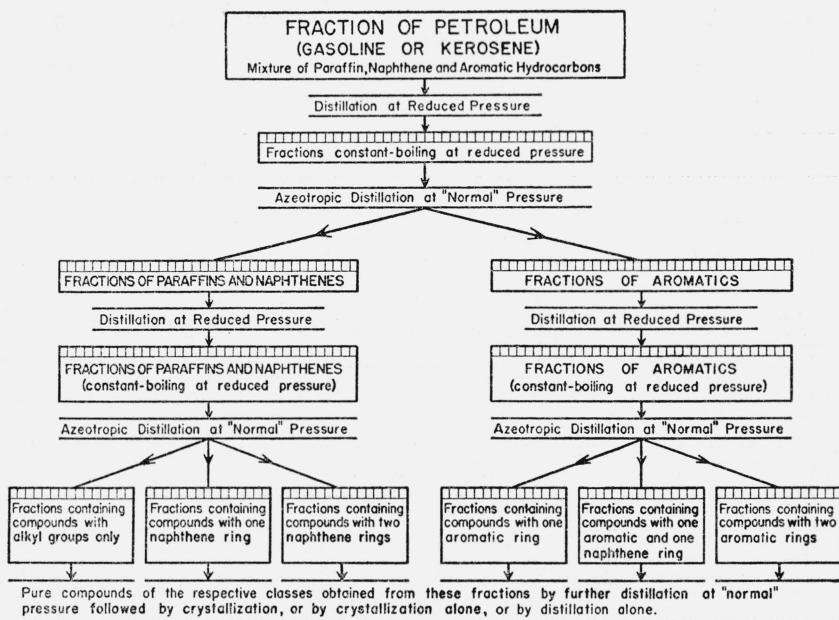 FRACTION OF PETROLEUM
(GASOLINE OR KEROSENE)
Mixture of Paraffin, Naphthene and Aromatic Hydrocarbons
Distillation at Reduced Pressure
Fractions constant-boiling at reduced pressure
Azeotropic Distillation at "Normal" Pressure
FRACTIONS OF PARAFFINS AND NAPHTHENES
Distillation at Reduced Pressure
FRACTIONS OF PARAFFINS AND NAPHTHENES
(constant-boiling at reduced pressure)
Azeotropic Distillation at "Normal" Pressure
Fractions containing
compounds with
alkyl groups only
Fractions containing
compounds with one
naphthene ring
Fractions containing
compounds with two
naphthene rings
FRACTIONS OF AROMATICS
Distillation at Reduced Pressure
FRACTIONS OF AROMATICS
(constant-boiling at reduced pressure)
Azeotropic Distillation at "Normal" Pressure
Fractions containing
compounds with one
aromatic ring
Fractions containing
compounds with one
aromatic and one
naphthene ring
Fractions containing
compounds with two
aromatic rings
Pure compounds of the respective classes obtained from these fractions by further distillation at "normal"
pressure followed by crystallization, or by crystallization alone, or by distillation alone.